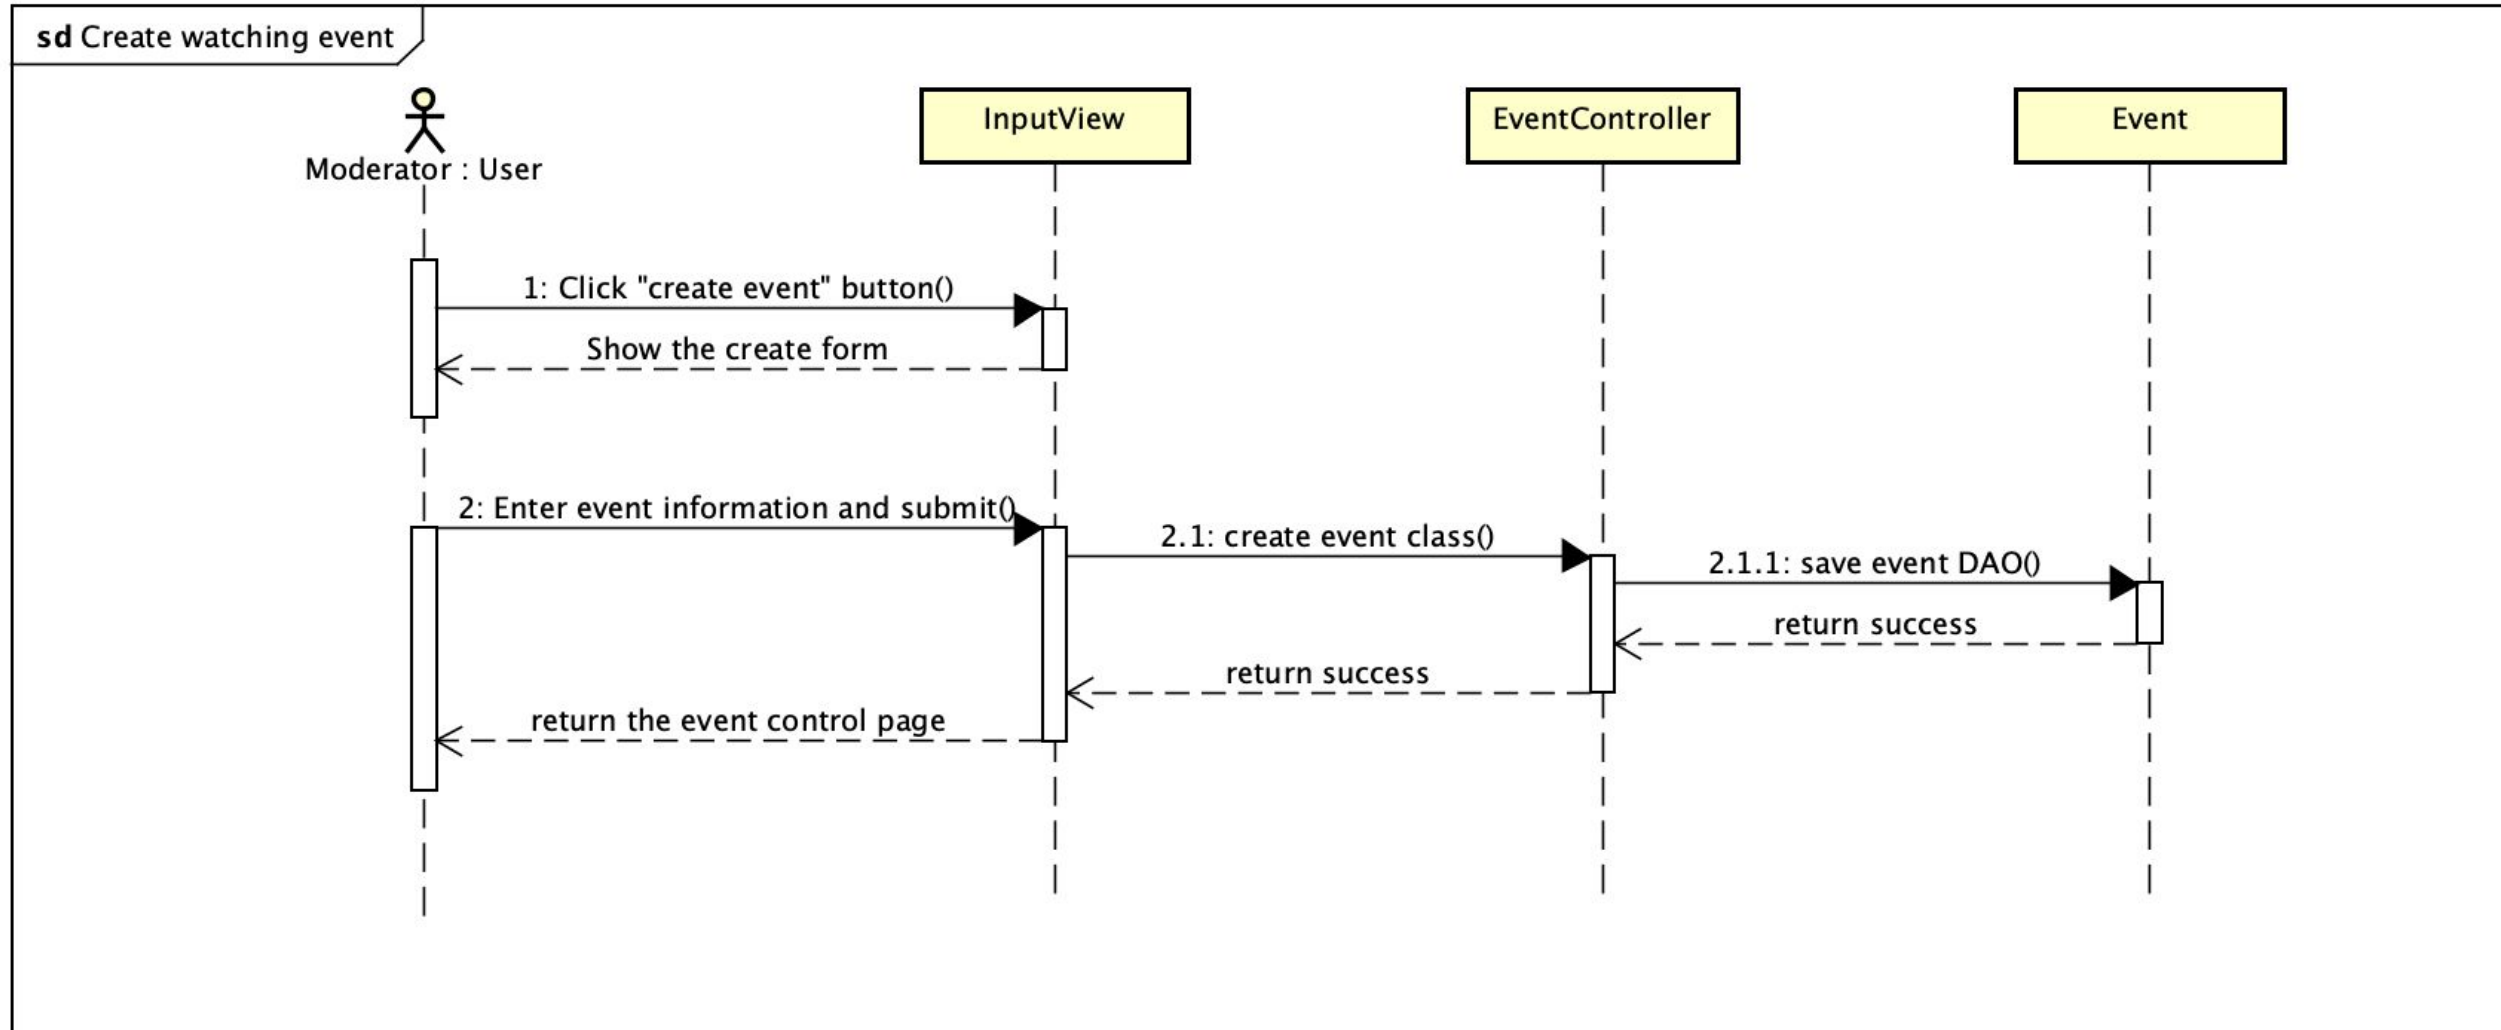 sd Create watching event
Moderator : User
InputView
EventController
Event
1: Click "create event" button()
Show the create form
2: Enter event information and submit()
2.1: create event class()
2.1.1: save event DAO()
return success
return success
return the event control page